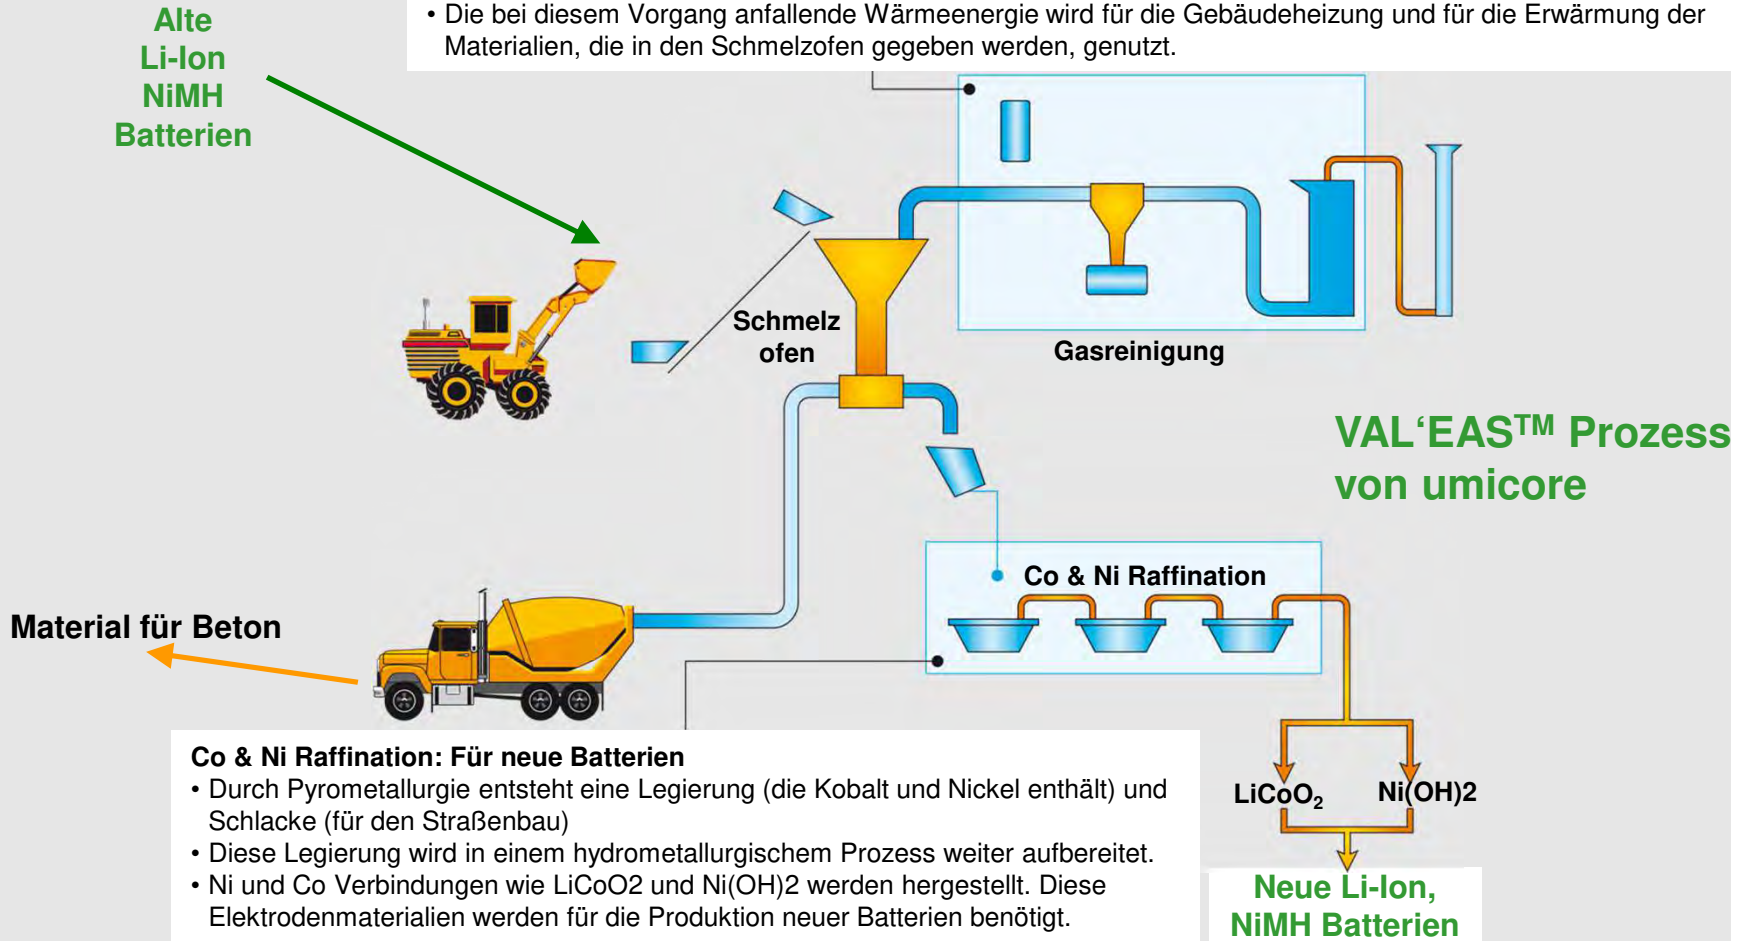 • Die bei diesem Vorgang anfallende Wärmeenergie wird für die Gebäudeheizung und für die Erwärmung der
Materialien, die in den Schmelzofen gegeben werden, genutzt.
Alte
Li-Ion
NiMH
Batterien
Schmelz
ofen
Gasreinigung
VAL‘EAS™ Prozess
von umicore
Co & Ni Raffination
Material für Beton
Co & Ni Raffination: Für neue Batterien
• Durch Pyrometallurgie entsteht eine Legierung (die Kobalt und Nickel enthält) und
Schlacke (für den Straßenbau)
• Diese Legierung wird in einem hydrometallurgischem Prozess weiter aufbereitet.
• Ni und Co Verbindungen wie LiCoO2 und Ni(OH)2 werden hergestellt. Diese
Elektrodenmaterialien werden für die Produktion neuer Batterien benötigt.
LiCoO₂
Ni(OH)2
Neue Li-Ion,
NiMH Batterien